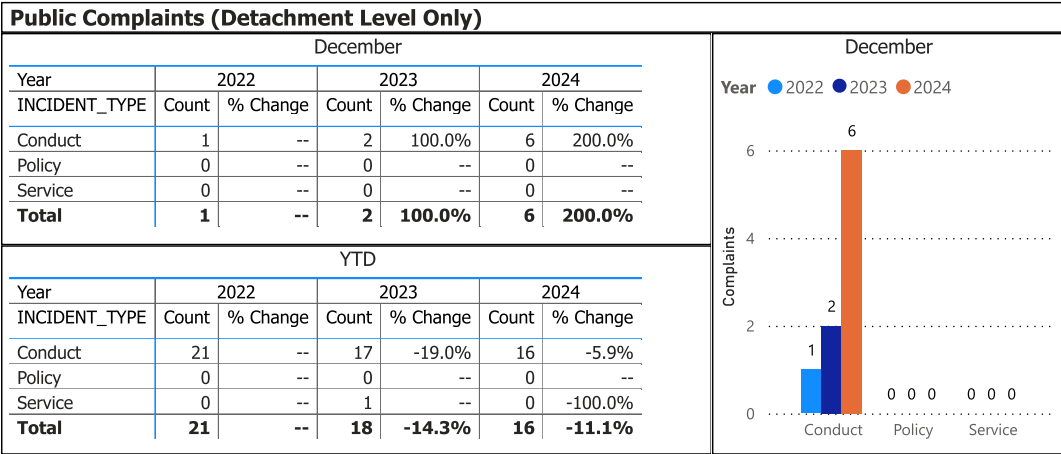 Public Complaints (Detachment Level Only)
December
Year 2022 2023 2024
INCIDENT_TYPE Count % Change Count % Change Count % Change
Conduct 1 -- 2 100.0% 6 200.0%
Policy 0 -- 0 -- 0 --
Service 0 -- 0 -- 0 --
Total 1 -- 2 100.0% 6 200.0%
YTD
Year 2022 2023 2024
INCIDENT_TYPE Count % Change Count % Change Count % Change
Conduct 21 -- 17 -19.0% 16 -5.9%
Policy 0 -- 0 -- 0 --
Service 0 -- 1 -- 0 -100.0%
Total 21 -- 18 -14.3% 16 -11.1%
December
Year 2022 2023 2024
Complaints
6
4
2
0
1
2
6
0 0 0
0 0 0
Conduct Policy Service